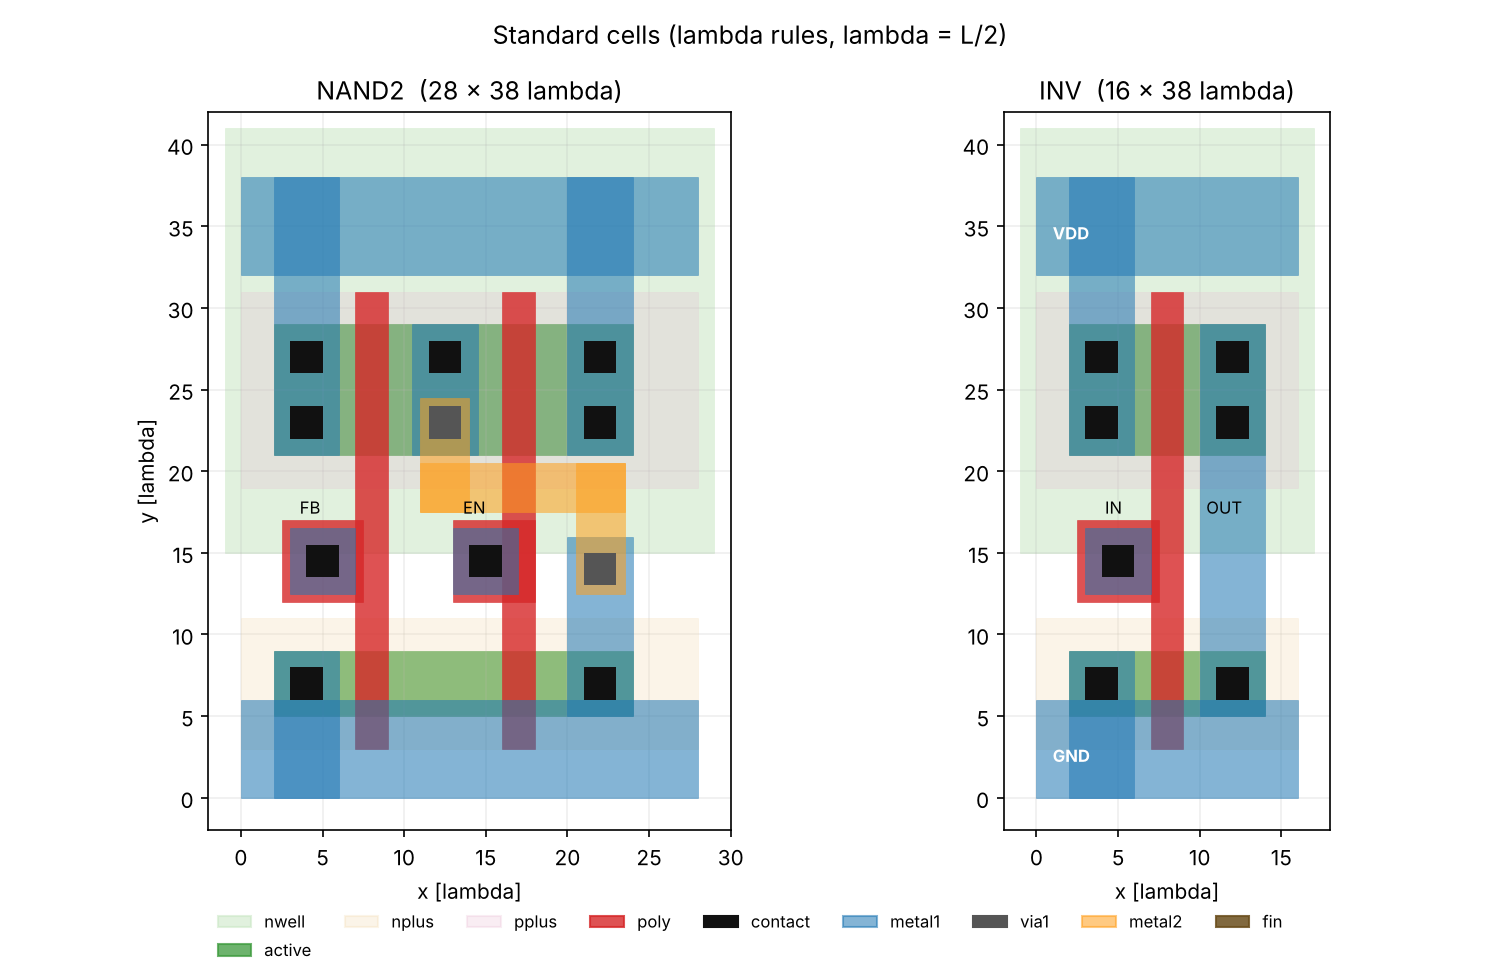 Standard cells (lambda rules, lambda = L/2)
NAND2 (28 × 38 lambda)
INV (16 × 38 lambda)
40
35
30
25
20
15
10
5
0
y [lambda]
FB
EN
0
5
10
15
20
25
30
x [lambda]
40
35
30
25
20
15
10
5
0
VDD
IN
OUT
GND
0
5
10
15
x [lambda]
nwell
nplus
pplus
poly
contact
metal1
via1
metal2
fin
active